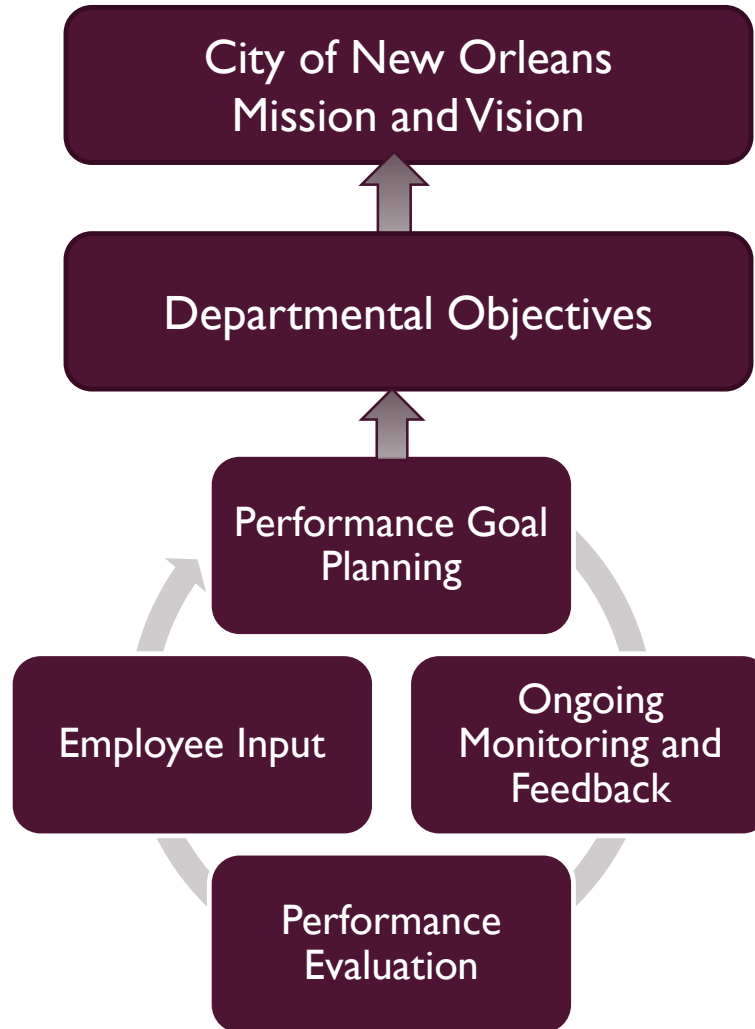 City of New Orleans
Mission and Vision
Departmental Objectives
Performance Goal
Planning
Employee Input
Ongoing
Monitoring and
Feedback
Performance
Evaluation